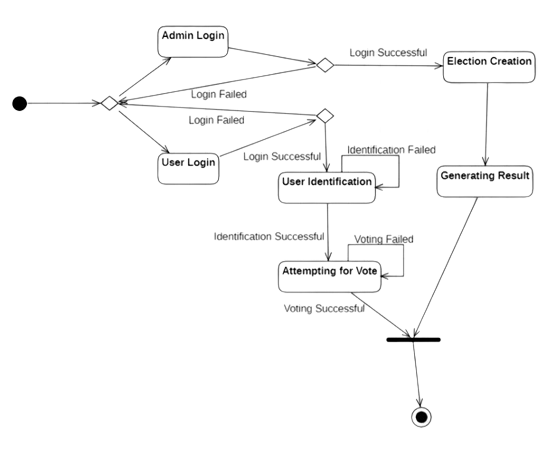 Admin Login
Login Successful
Election Creation
Login Failed
Login Failed
User Login
Login Successful
Identification Failed
User Identification
Generating Result
Identification Successful
Voting Failed
Attempting for Vote
Voting Successful